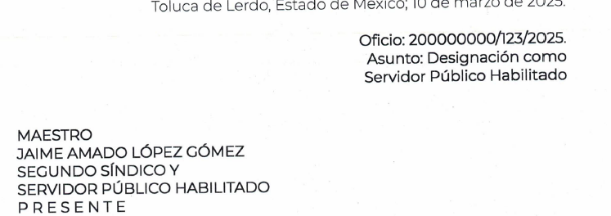 Toluca de Lerdo, Estado de México; 10 de marzo de 2025.
Oficio: 200000000/123/2025.
Asunto: Designación como
Servidor Público Habilitado
MAESTRO
JAIME AMADO LÓPEZ GÓMEZ
SEGUNDO SÍNDICO Y
SERVIDOR PÚBLICO HABILITADO
P R E S E N T E